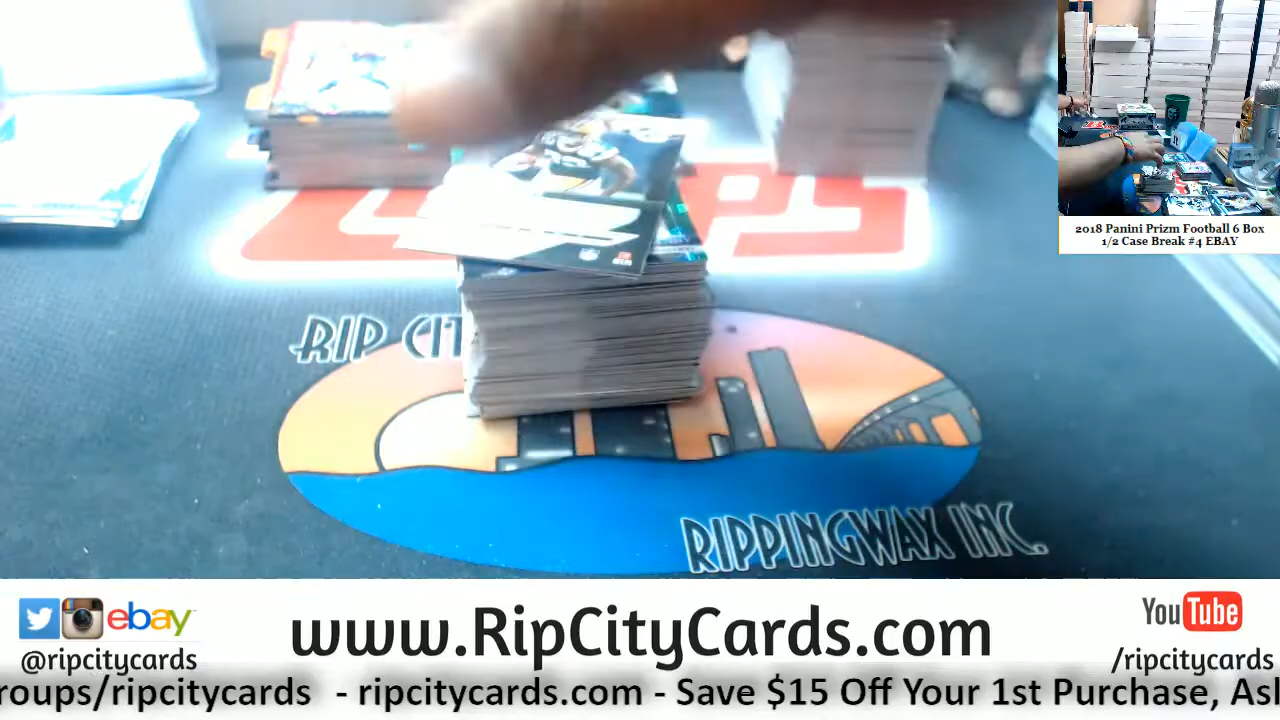 2018 Panini Prizm Football 6 Box
1/2 Case Break #4 EBAY
RIP CIT
RIPPINGWAX INC.
ebay
@ripcitycards
www.RipCityCards.com
YouTube
/ripcitycards
roups/ripcitycards - ripcitycards.com - Save $15 Off Your 1st Purchase, Asl